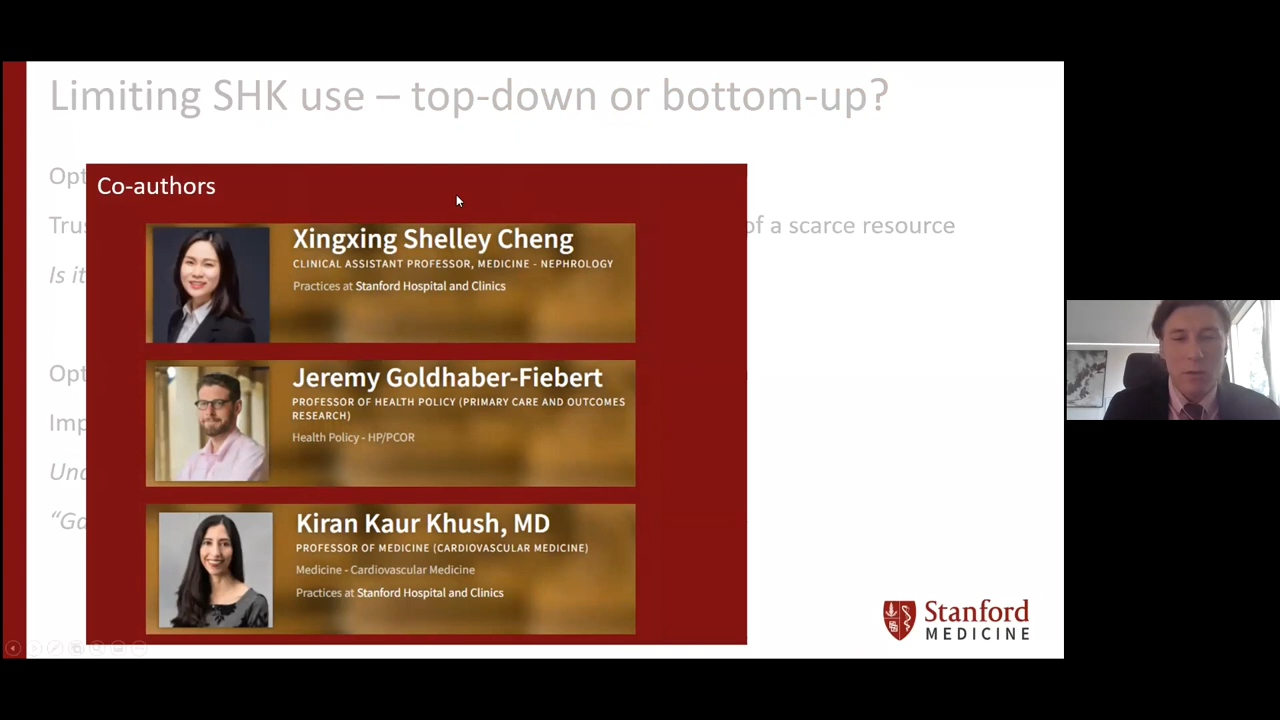 Limiting SHK use – top-down or bottom-up?
Opt
Co-authors
Trus
of a scarce resource
Is it
Xingxing Shelley Cheng
CLINICAL ASSISTANT PROFESSOR, MEDICINE - NEPHROLOGY
Practices at Stanford Hospital and Clinics
Opt
Jeremy Goldhaber-Fiebert
PROFESSOR OF HEALTH POLICY (PRIMARY CARE AND OUTCOMES
RESEARCH)
Health Policy - HP/PCOR
Imp
Und
“Ga
Kiran Kaur Khush, MD
PROFESSOR OF MEDICINE (CARDIOVASCULAR MEDICINE)
Medicine - Cardiovascular Medicine
Practices at Stanford Hospital and Clinics
Stanford
MEDICINE